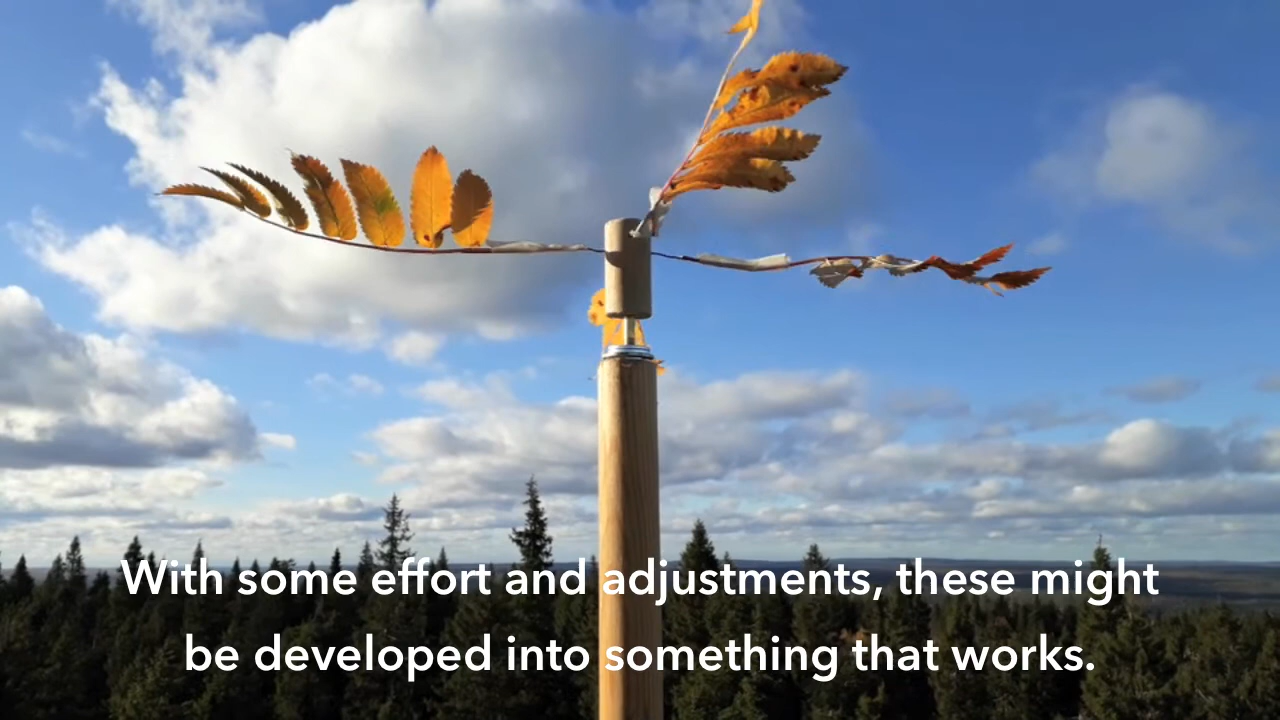 With some effort and adjustments, these might
be developed into something that works.